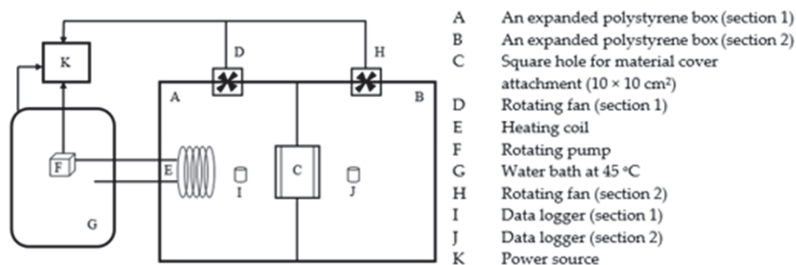 K
D
H
A
B
F
E
C
I
J
G
A An expanded polystyrene box (section 1)
B An expanded polystyrene box (section 2)
C Square hole for material cover
attachment (10 × 10 cm²)
D Rotating fan (section 1)
E Heating coil
F Rotating pump
G Water bath at 45 °C
H Rotating fan (section 2)
I Data logger (section 1)
J Data logger (section 2)
K Power source